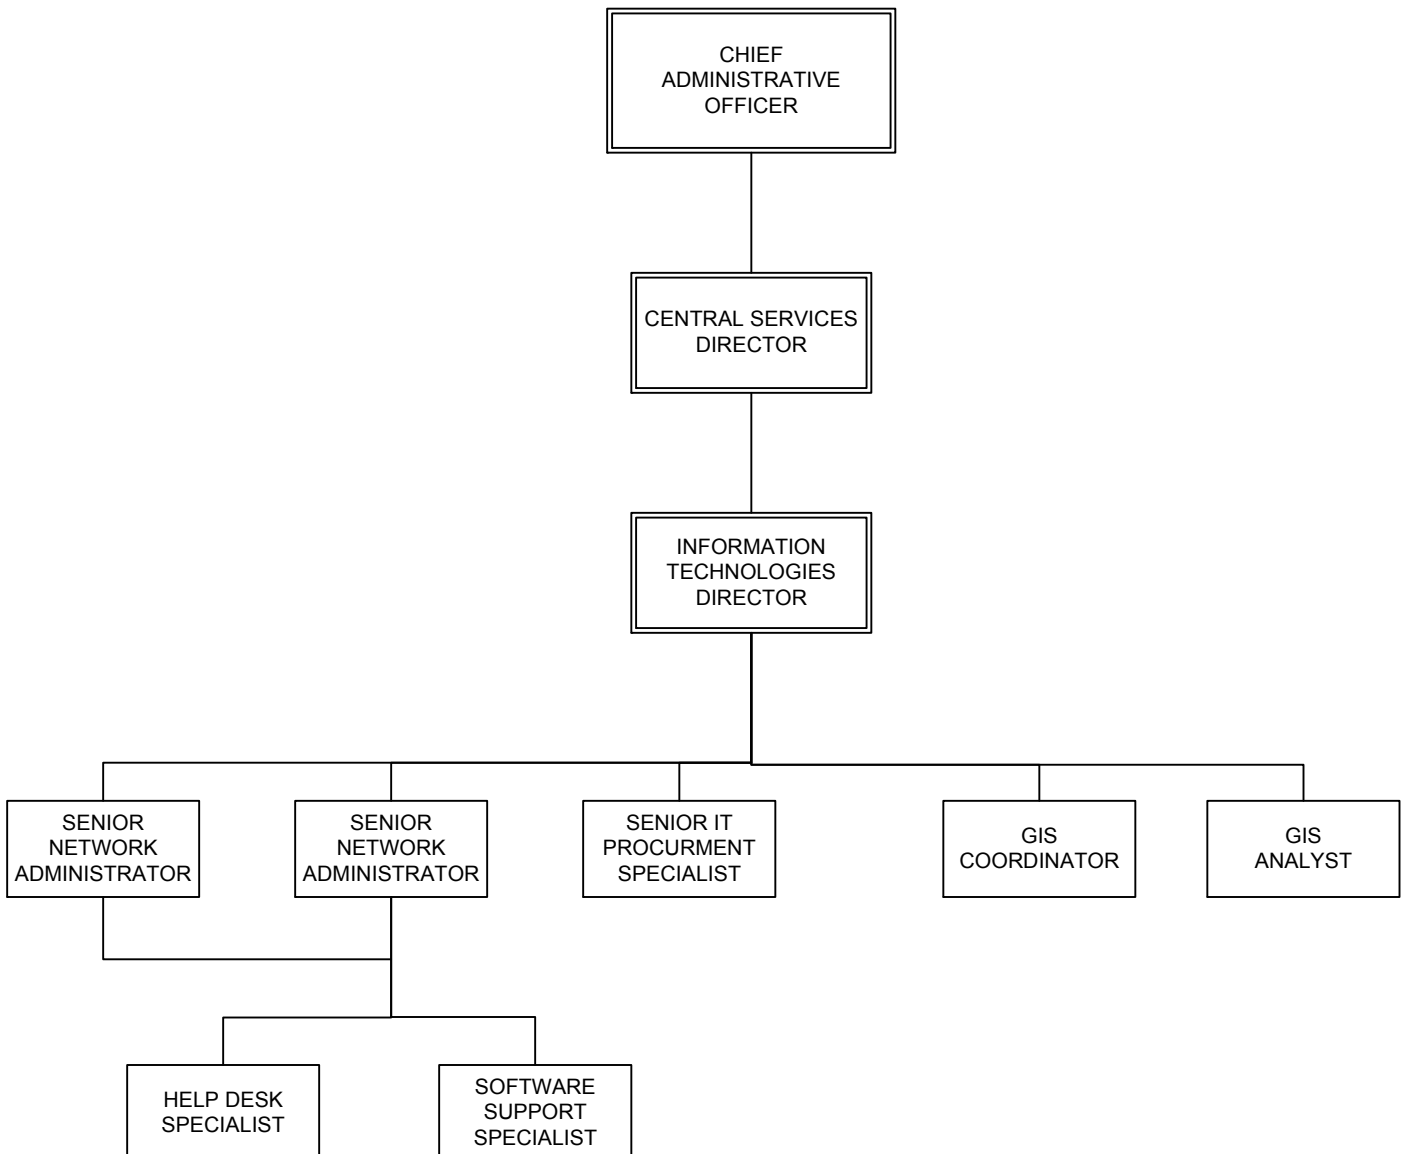 CHIEF
ADMINISTRATIVE
OFFICER
CENTRAL SERVICES
DIRECTOR
INFORMATION
TECHNOLOGIES
DIRECTOR
SENIOR
NETWORK
ADMINISTRATOR
SENIOR
NETWORK
ADMINISTRATOR
SENIOR IT
PROCURMENT
SPECIALIST
GIS
COORDINATOR
GIS
ANALYST
HELP DESK
SPECIALIST
SOFTWARE
SUPPORT
SPECIALIST